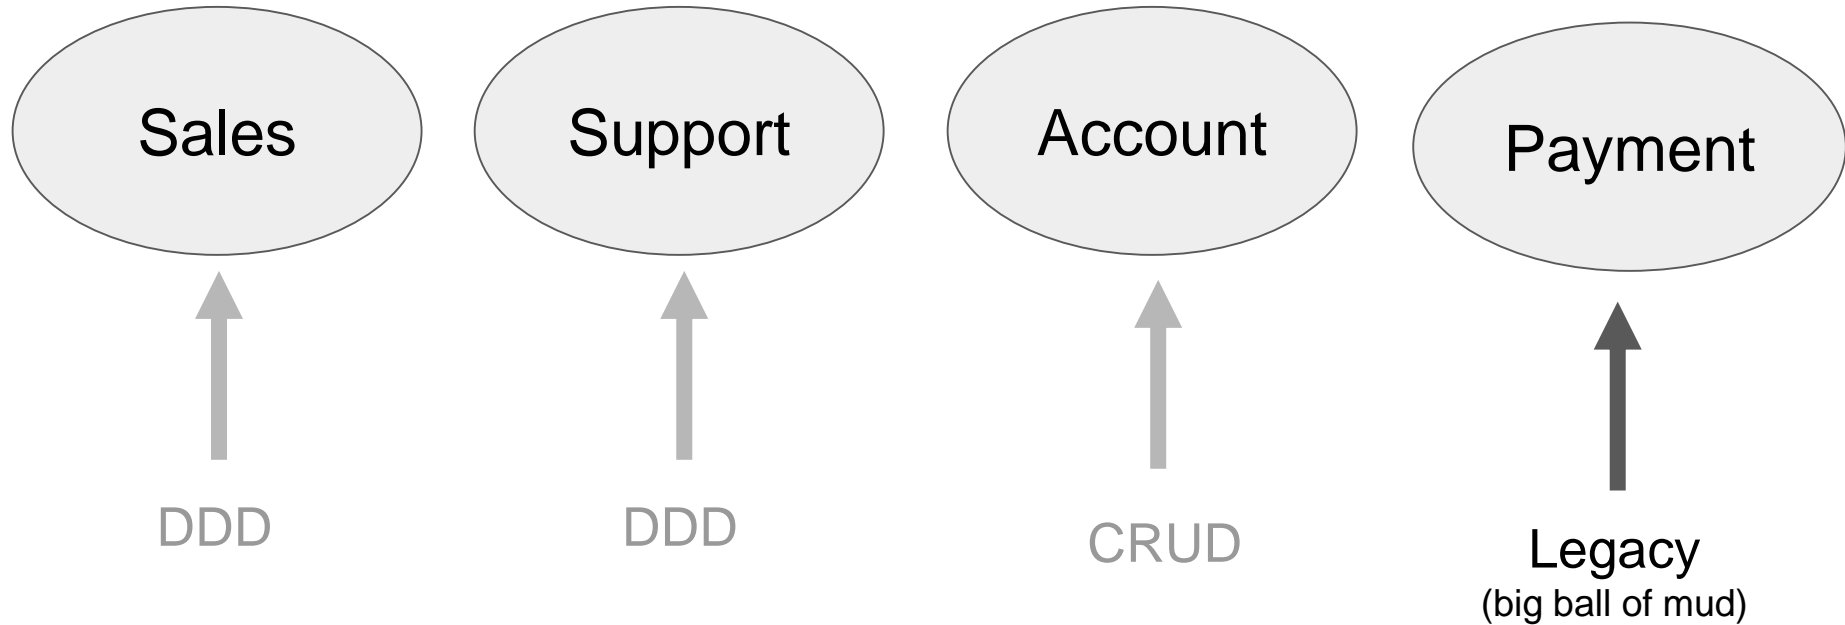 Sales
Support
Account
Payment
DDD
DDD
CRUD
Legacy
(big ball of mud)